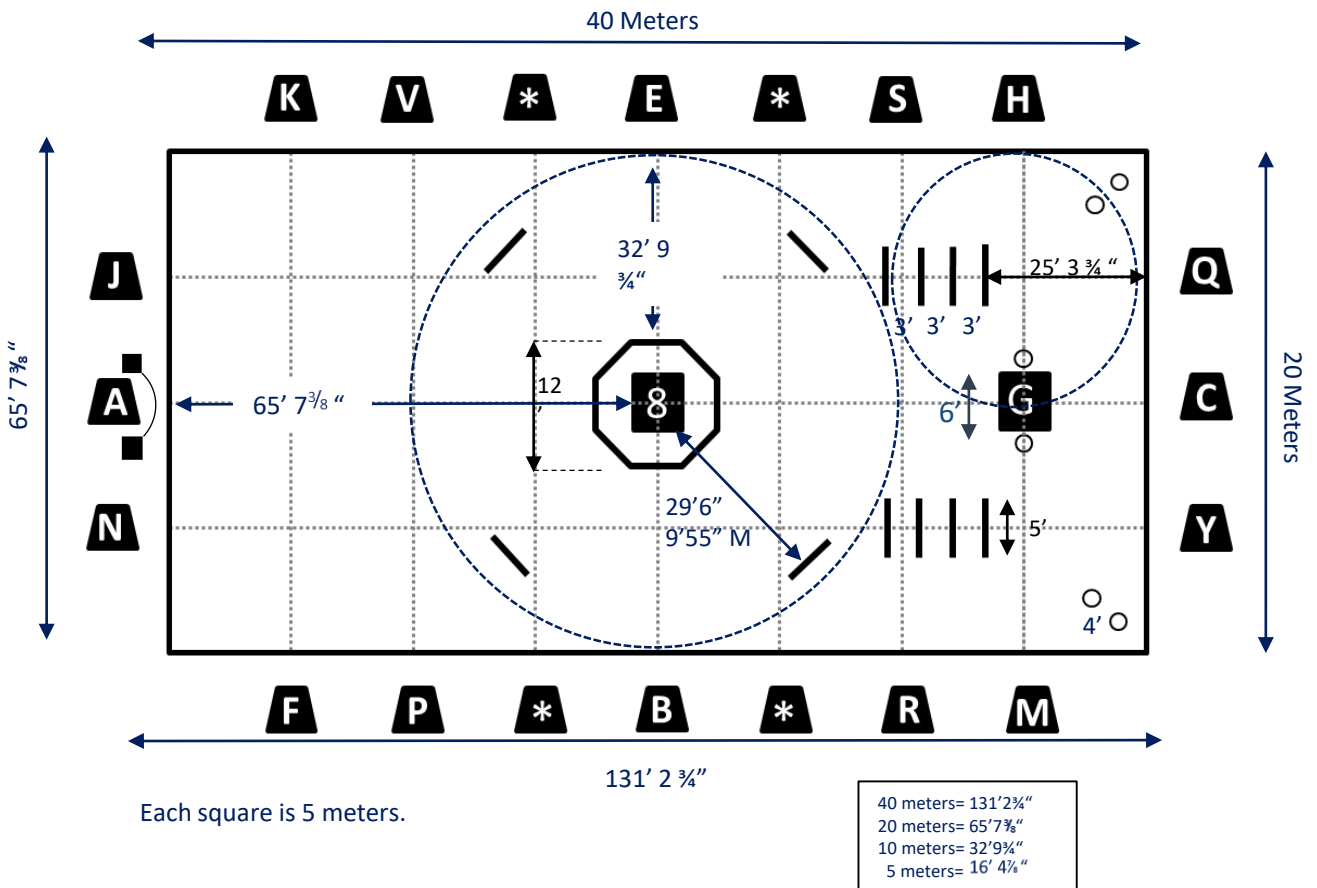 40 Meters
K V * E * S H
32' 9
¾“
J
25' 3 ¾ “
Q
3' 3' 3'
65' 7⅜ “
A
65' 73/8 “
12
'
8
6'
G
C
20 Meters
29'6”
9'55” M
N
5'
Y
4'
F P * B * R M
131' 2 ¾”
Each square is 5 meters.
40 meters= 131'2¾“
20 meters= 65'7⅜“
10 meters= 32'9¾“
5 meters= 16' 4⅞ “